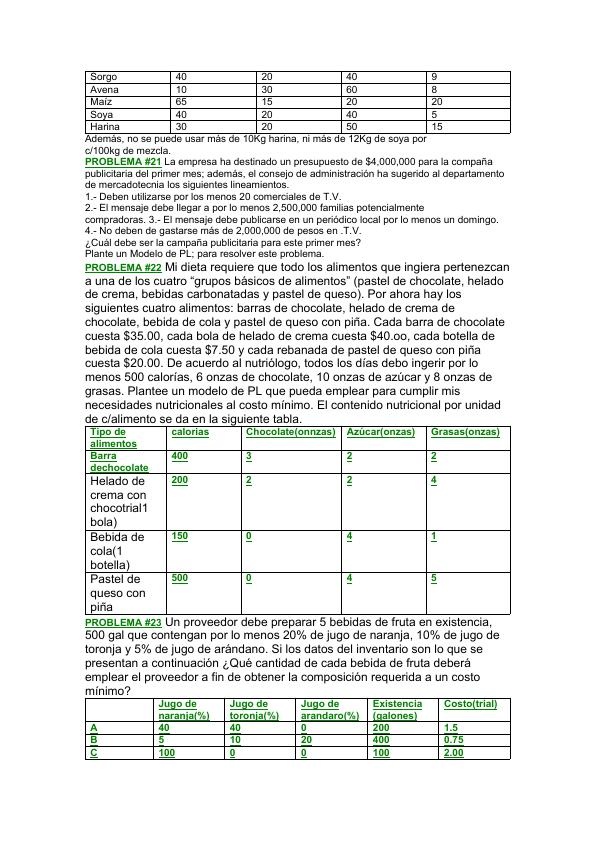 Sorgo 40 20 40 9
Avena 10 30 60 8
Maíz 65 15 20 20
Soya 40 20 40 5
Harina 30 20 50 15
Además, no se puede usar más de 10Kg harina, ni más de 12Kg de soya por
c/100kg de mezcla.
PROBLEMA #21 La empresa ha destinado un presupuesto de $4,000,000 para la compaña
publicitaria del primer mes; además, el consejo de administración ha sugerido al departamento
de mercadotecnia los siguientes lineamientos.
1.- Deben utilizarse por los menos 20 comerciales de T.V.
2.- El mensaje debe llegar a por lo menos 2,500,000 familias potencialmente
compradoras. 3.- El mensaje debe publicarse en un periódico local por lo menos un domingo.
4.- No deben de gastarse más de 2,000,000 de pesos en .T.V.
¿Cuál debe ser la campaña publicitaria para este primer mes?
Plante un Modelo de PL; para resolver este problema.
PROBLEMA #22 Mi dieta requiere que todo los alimentos que ingiera pertenezcan
a una de los cuatro “grupos básicos de alimentos” (pastel de chocolate, helado
de crema, bebidas carbonatadas y pastel de queso). Por ahora hay los
siguientes cuatro alimentos: barras de chocolate, helado de crema de
chocolate, bebida de cola y pastel de queso con piña. Cada barra de chocolate
cuesta $35.00, cada bola de helado de crema cuesta $40.oo, cada botella de
bebida de cola cuesta $7.50 y cada rebanada de pastel de queso con piña
cuesta $20.00. De acuerdo al nutriólogo, todos los días debo ingerir por lo
menos 500 calorías, 6 onzas de chocolate, 10 onzas de azúcar y 8 onzas de
grasas. Plantee un modelo de PL que pueda emplear para cumplir mis
necesidades nutricionales al costo mínimo. El contenido nutricional por unidad
de c/alimento se da en la siguiente tabla.
Tipo de calorías Chocolate(onnzas) Azúcar(onzas) Grasas(onzas)
alimentos
Barra 400 3 2 2
dechocolate
Helado de 200 2 2 4
crema con
chocotrial1
bola)
Bebida de 150 0 4 1
cola(1
botella)
Pastel de 500 0 4 5
queso con
piña
PROBLEMA #23 Un proveedor debe preparar 5 bebidas de fruta en existencia,
500 gal que contengan por lo menos 20% de jugo de naranja, 10% de jugo de
toronja y 5% de jugo de arándano. Si los datos del inventario son lo que se
presentan a continuación ¿Qué cantidad de cada bebida de fruta deberá
emplear el proveedor a fin de obtener la composición requerida a un costo
mínimo?
Jugo de Jugo de Jugo de Existencia Costo(trial)
naranja(%) toronja(%) arandaro(%) (galones)
A 40 40 0 200 1.5
B 5 10 20 400 0.75
C 100 0 0 100 2.00